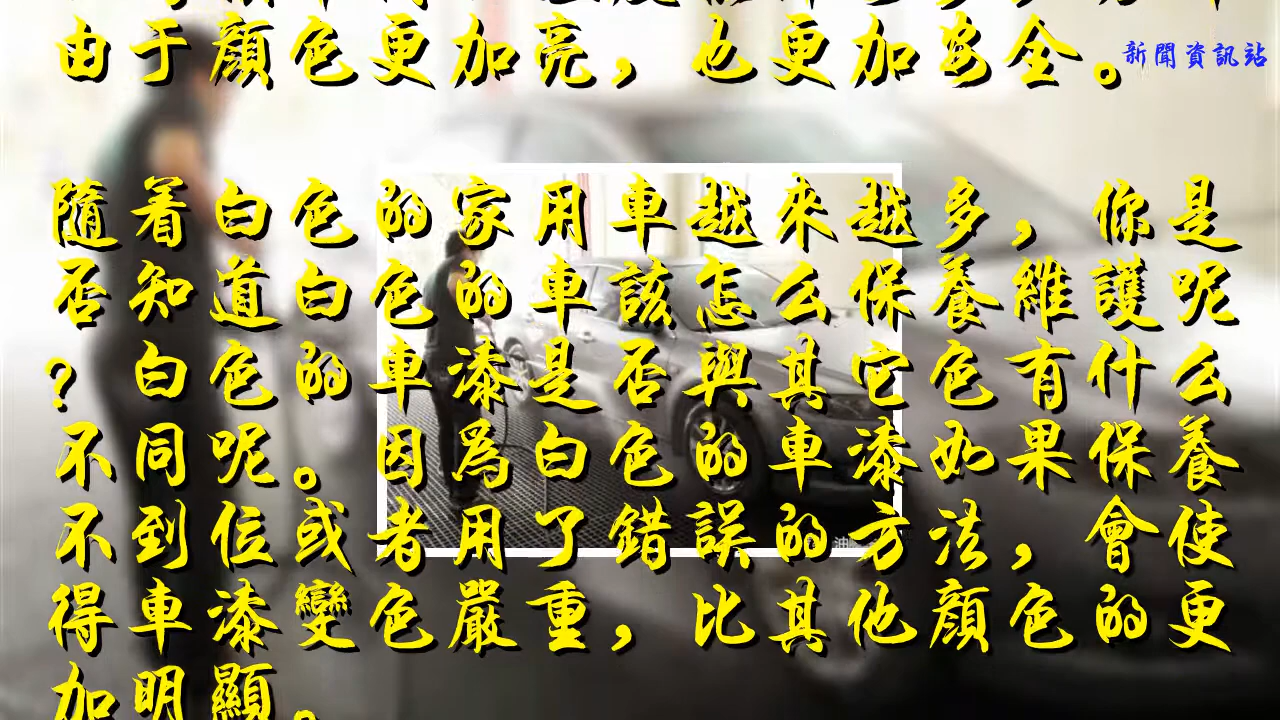 由于顏色更加亮，也更加安全。
新聞資訊站
隨着白色的家用車越來越多，你是
否知道白色的車該怎么保養維護呢
？白色的車漆是否與其它色有什么
不同呢。因爲白色的車漆如果保養
不到位或者用了錯誤的方法，會使
得車漆變色嚴重，比其他顏色的更
加明顯。